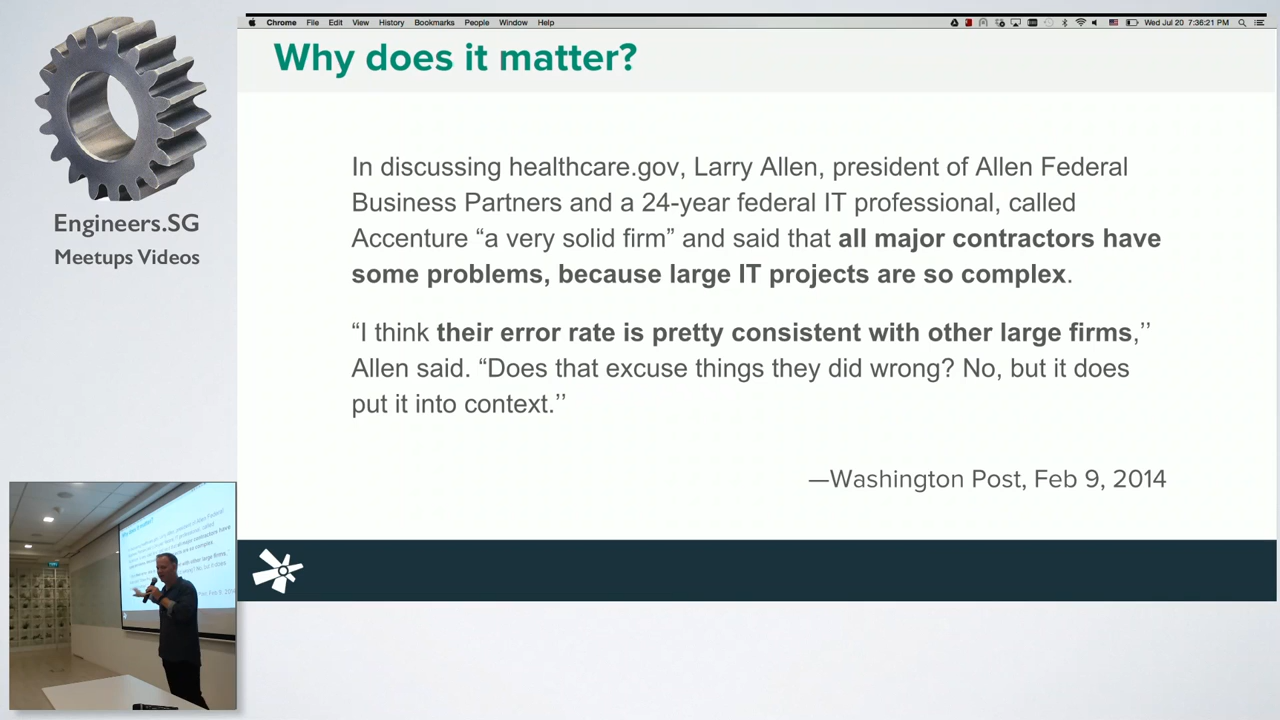 Chrome File Edit View History Bookmarks People Window Help
Wed Jul 20 7:36:21 PM
Why does it matter?
In discussing healthcare.gov, Larry Allen, president of Allen Federal
Business Partners and a 24-year federal IT professional, called
Accenture “a very solid firm” and said that all major contractors have
some problems, because large IT projects are so complex.
“I think their error rate is pretty consistent with other large firms,’’
Allen said. “Does that excuse things they did wrong? No, but it does
put it into context.’’
—Washington Post, Feb 9, 2014
Engineers.SG
Meetups Videos
Why does it matter?